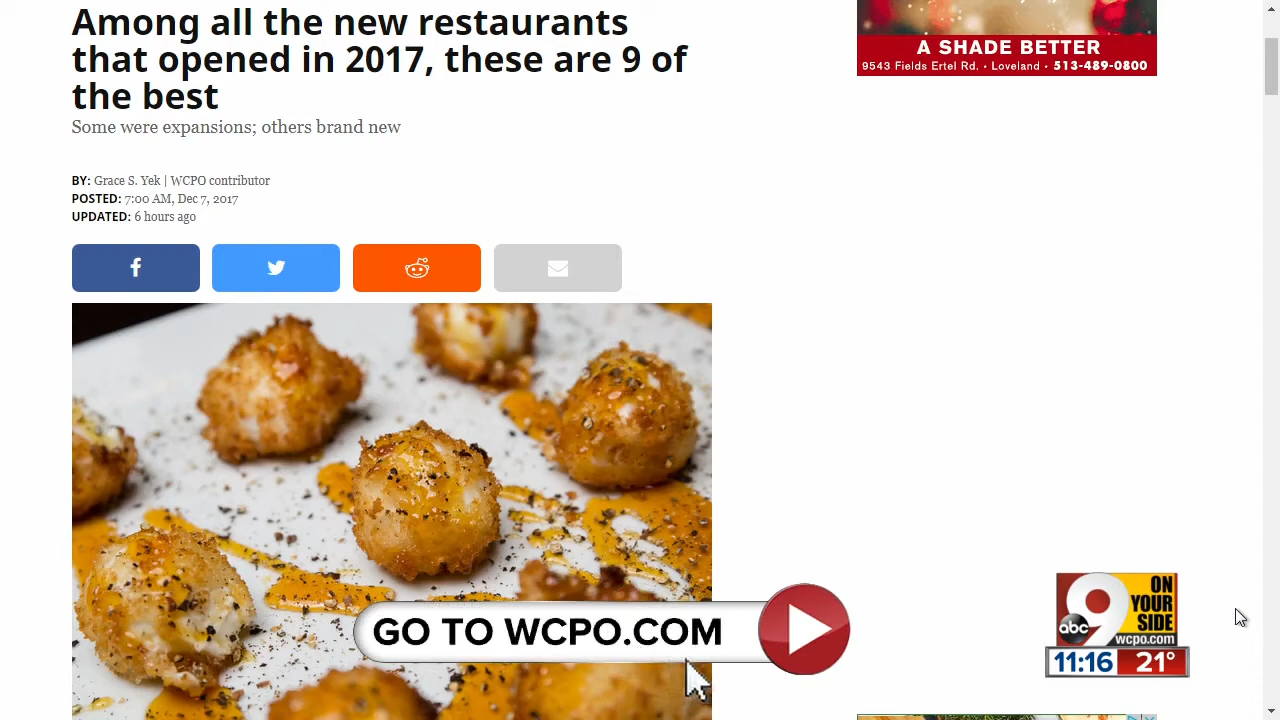 Among all the new restaurants
that opened in 2017, these are 9 of
the best
Some were expansions; others brand new
BY: Grace S. Yek | WCPO contributor
POSTED: 7:00 AM, Dec 7, 2017
UPDATED: 6 hours ago
A SHADE BETTER
9543 Fields Ertel Rd. • Loveland • 513-489-0800
GO TO WCPO.COM
abc 9 ON
YOUR
SIDE
wcpo.com
11:16 21°